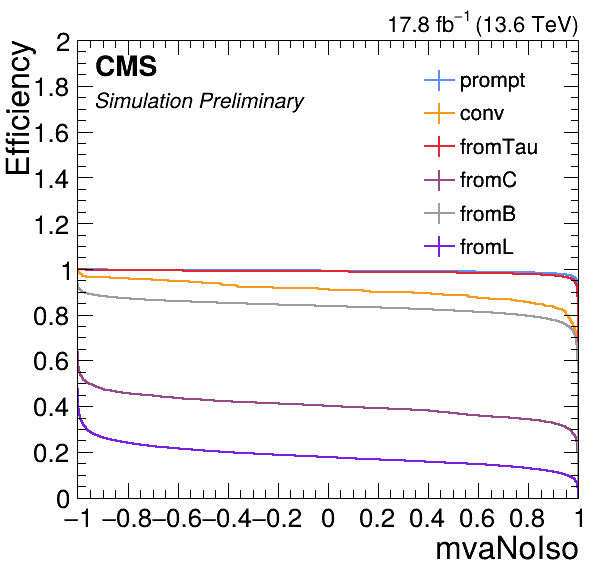 17.8 fb⁻¹ (13.6 TeV)
Efficiency
CMS
Simulation Preliminary
prompt
conv
fromTau
fromC
fromB
fromL
2
1.8
1.6
1.4
1.2
1
0.8
0.6
0.4
0.2
0
−1 −0.8 −0.6 −0.4 −0.2 0 0.2 0.4 0.6 0.8 1
mvaNoIso